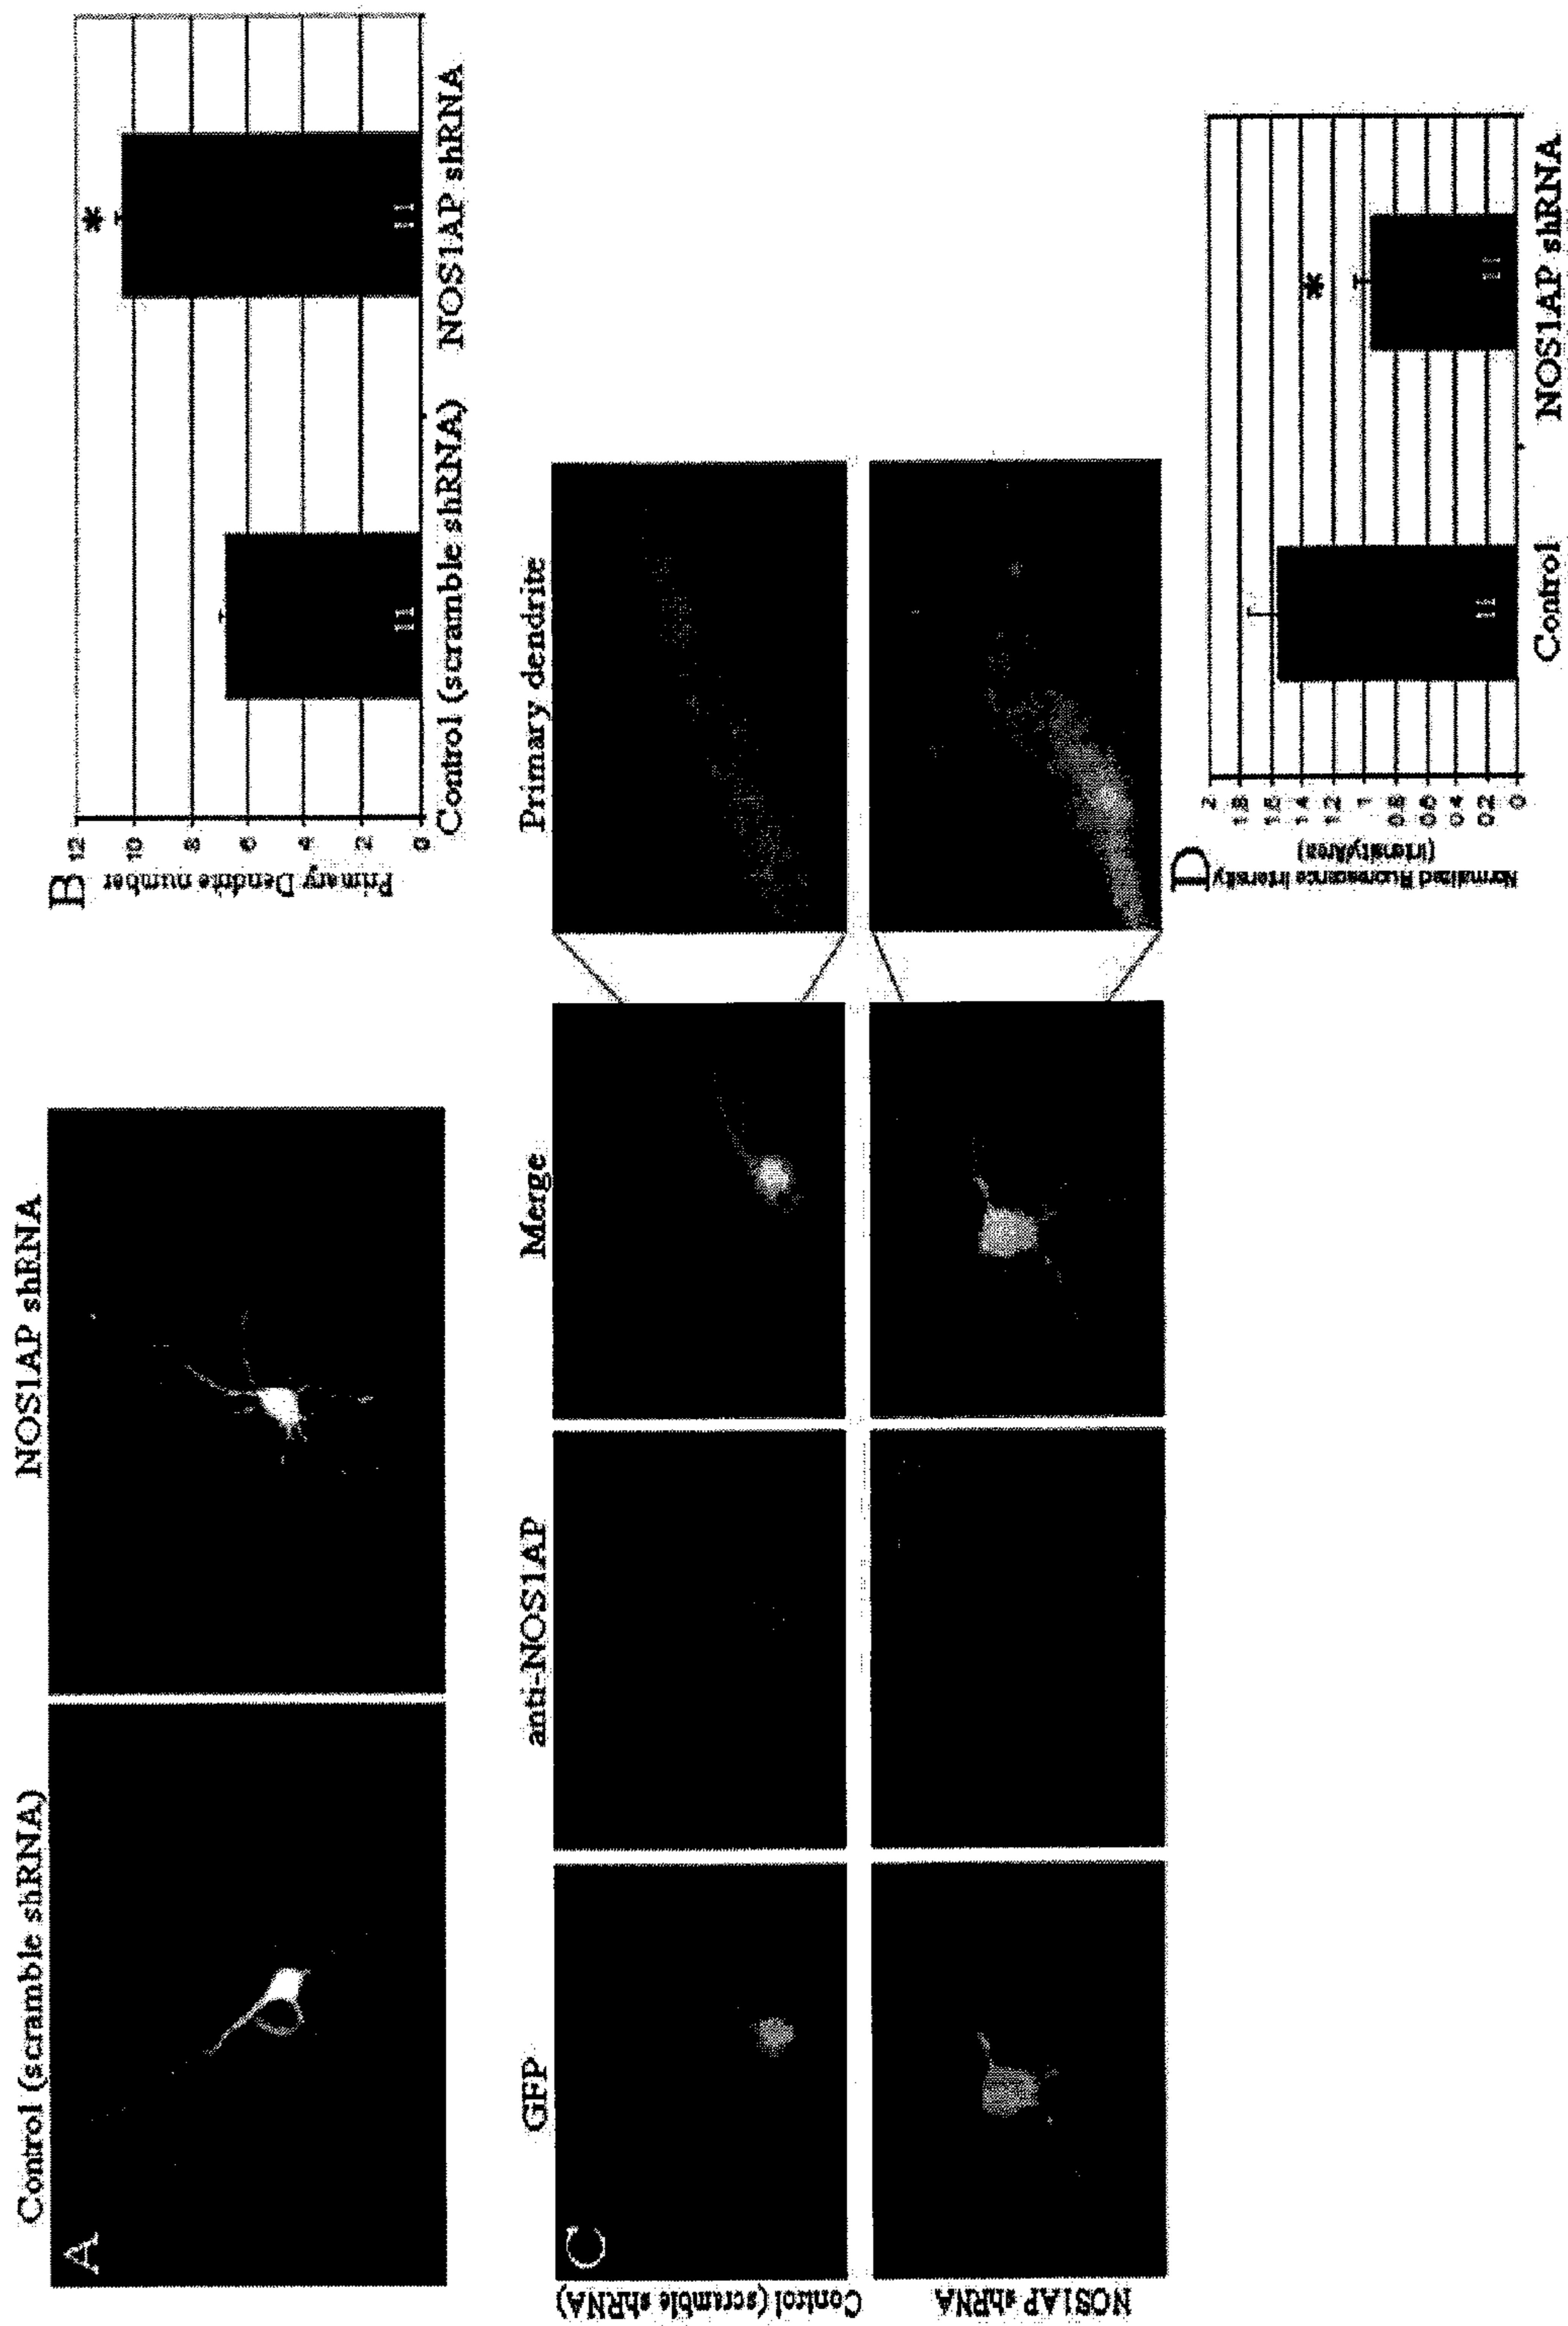 A
Control (scramble shRNA)
NOS1AP shRNA
B
Primary Dendrite number
12
10
8
6
4
2
0
11
11
*
Control (scramble shRNA)
NOS1AP shRNA
C
GFP
anti-NOS1AP
Merge
Primary dendrite
Control (scramble shRNA)
NOS1AP shRNA
D
Normalized fluorescence intensity
(intensity/area)
2
1.8
1.6
1.4
1.2
1
0.8
0.6
0.4
0.2
0
11
11
*
Control
NOS1AP shRNA